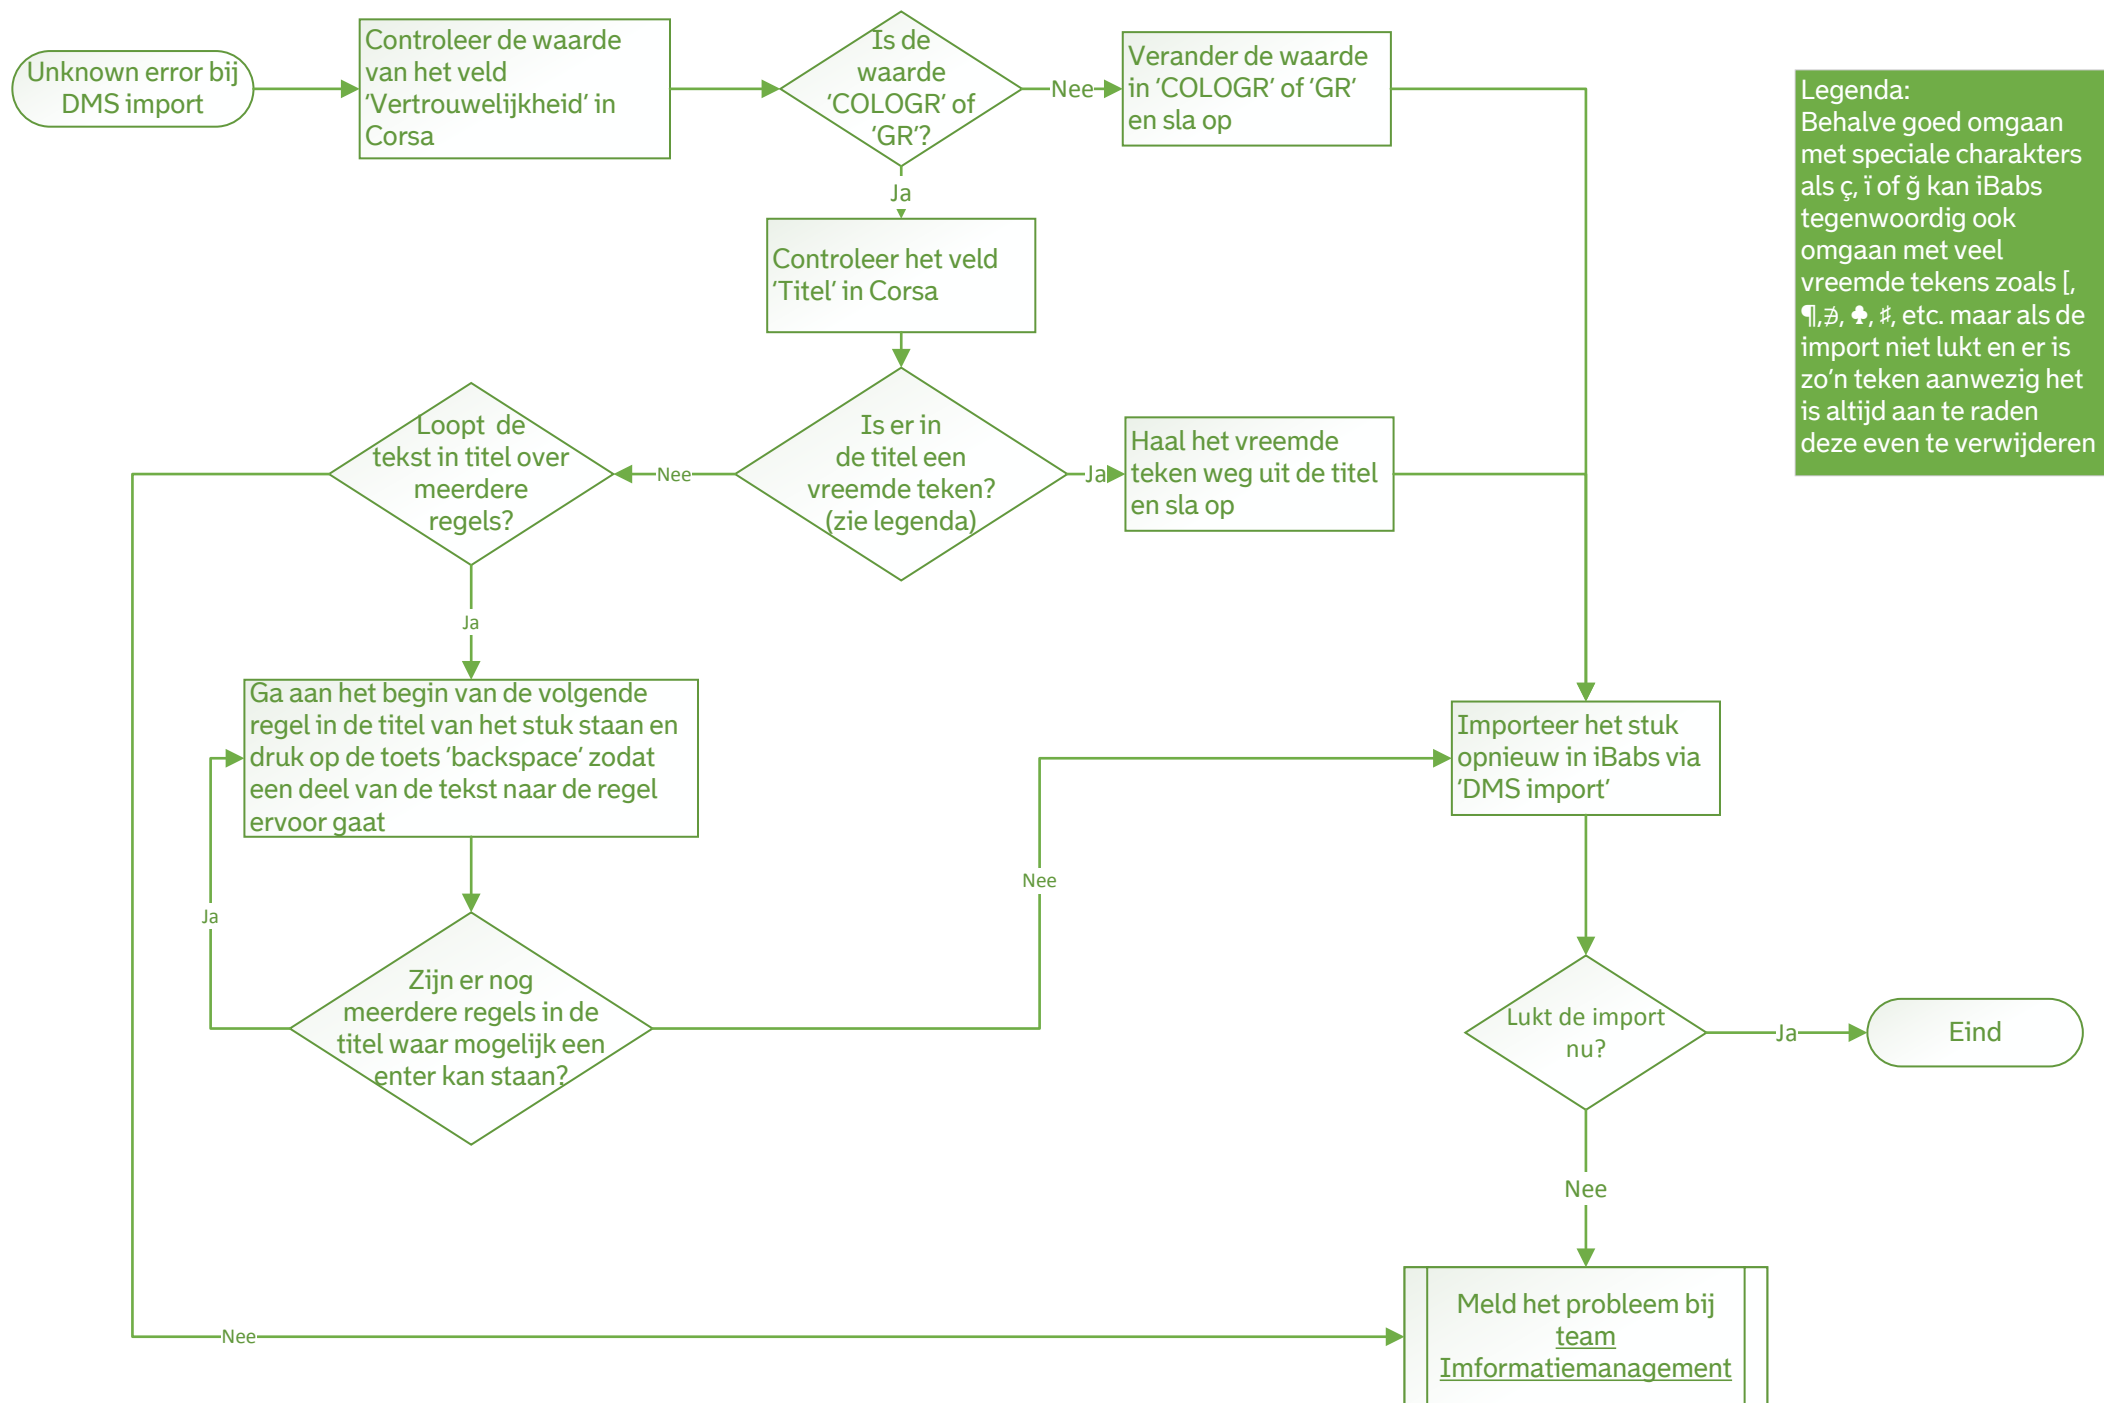 Unknown error bij
DMS import
Controleer de waarde
van het veld
‘Vertrouwelijkheid’ in
Corsa
Is de
waarde
‘COLOGR’ of
‘GR’?
Nee
Verander de waarde
in ‘COLOGR’ of ‘GR’
en sla op
Legenda:
Behalve goed omgaan
met speciale charakters
als ç, ï of ğ kan iBabs
tegenwoordig ook
omgaan met veel
vreemde tekens zoals [,
¶,∌, ♣, ♯, etc. maar als de
import niet lukt en er is
zo’n teken aanwezig het
is altijd aan te raden
deze even te verwijderen
Ja
Controleer het veld
‘Titel’ in Corsa
Loopt  de
tekst in titel over
meerdere
regels?
Nee
Is er in
de titel een
vreemde teken?
(zie legenda)
Ja
Haal het vreemde
teken weg uit de titel
en sla op
Ja
Ga aan het begin van de volgende
regel in de titel van het stuk staan en
druk op de toets ‘backspace’ zodat
een deel van de tekst naar de regel
ervoor gaat
Importeer het stuk
opnieuw in iBabs via
‘DMS import’
Nee
Ja
Zijn er nog
meerdere regels in de
titel waar mogelijk een
enter kan staan?
Lukt de import
nu?
Ja
Eind
Nee
Nee
Meld het probleem bij
team
Imformatiemanagement